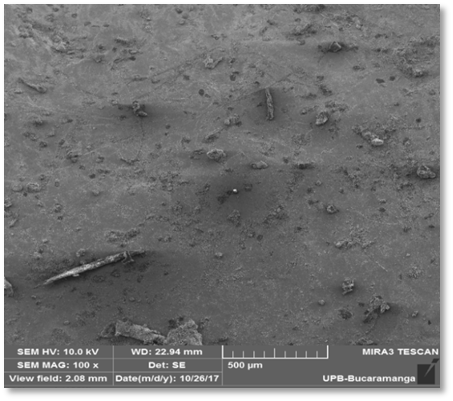 SEM HV: 10.0 kV WD: 22.94 mm MIRA3 TESCAN
SEM MAG: 100 x Det: SE 500 µm
View field: 2.08 mm Date(m/d/y): 10/26/17 UPB-Bucaramanga